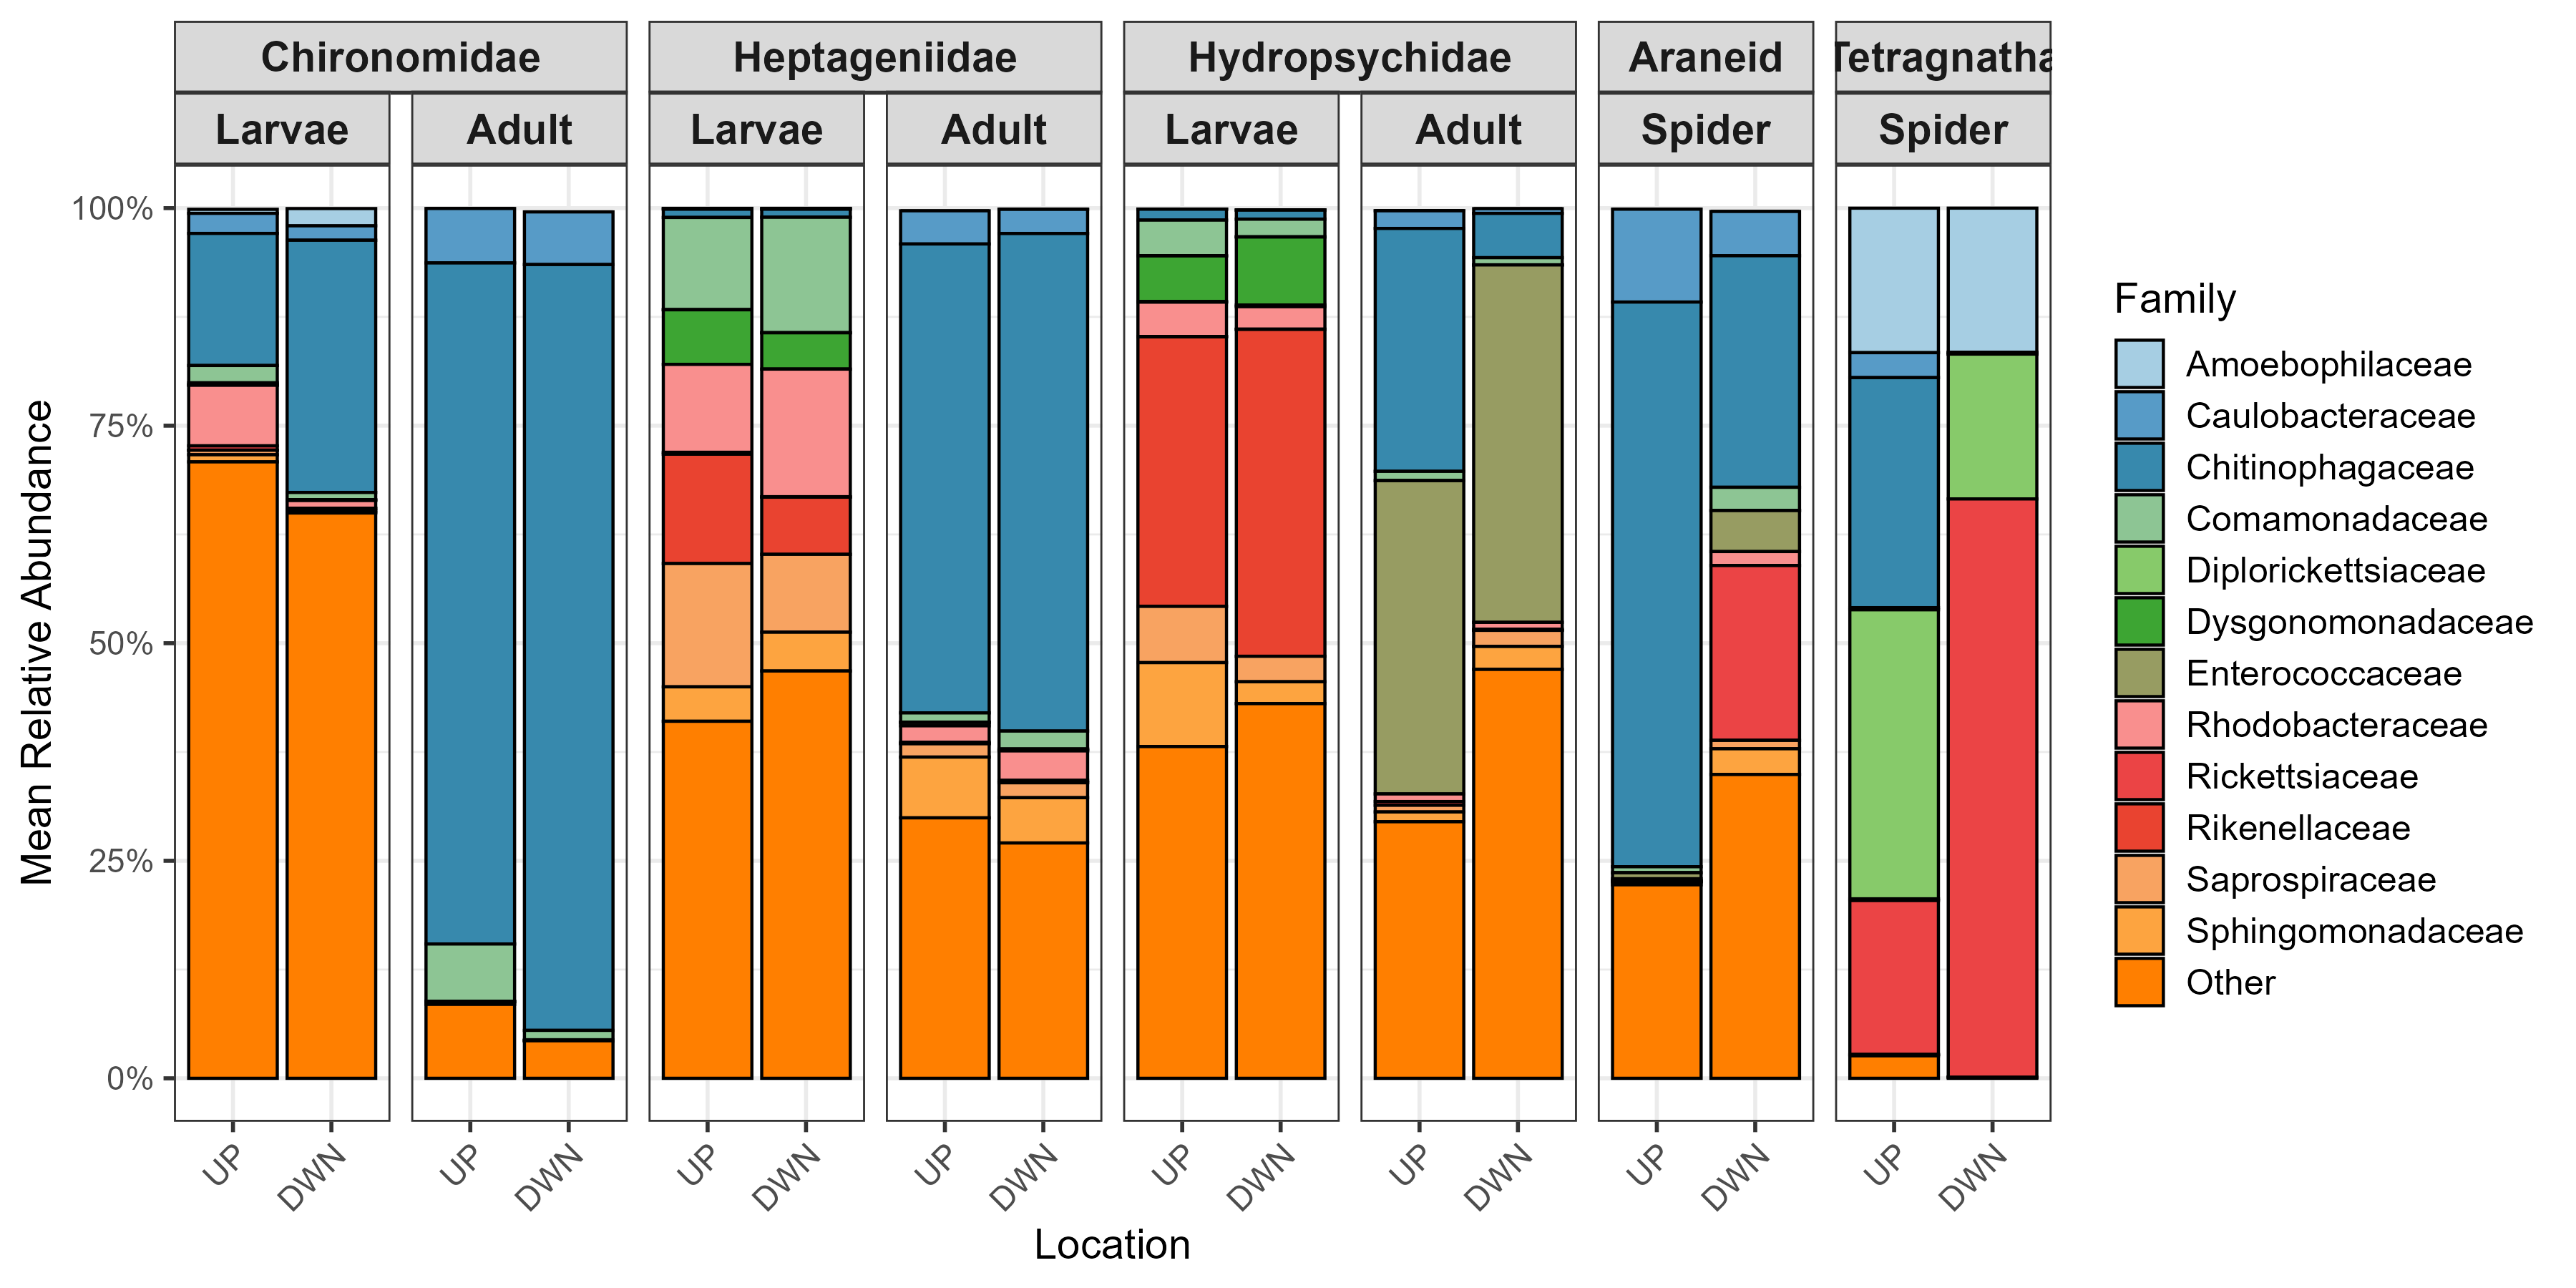 Chironomidae Heptageniidae Hydropsychidae Araneid Tetragnatha
Larvae Adult Larvae Adult Larvae Adult Spider Spider
Mean Relative Abundance
100%
75%
50%
25%
0%
UP DWN UP DWN UP DWN UP DWN UP DWN UP DWN UP DWN UP DWN
Location
Family
Amoebophilaceae
Caulobacteraceae
Chitinophagaceae
Comamonadaceae
Diplorickettsiaceae
Dysgonomonadaceae
Enterococcaceae
Rhodobacteraceae
Rickettsiaceae
Rikenellaceae
Saprospiraceae
Sphingomonadaceae
Other